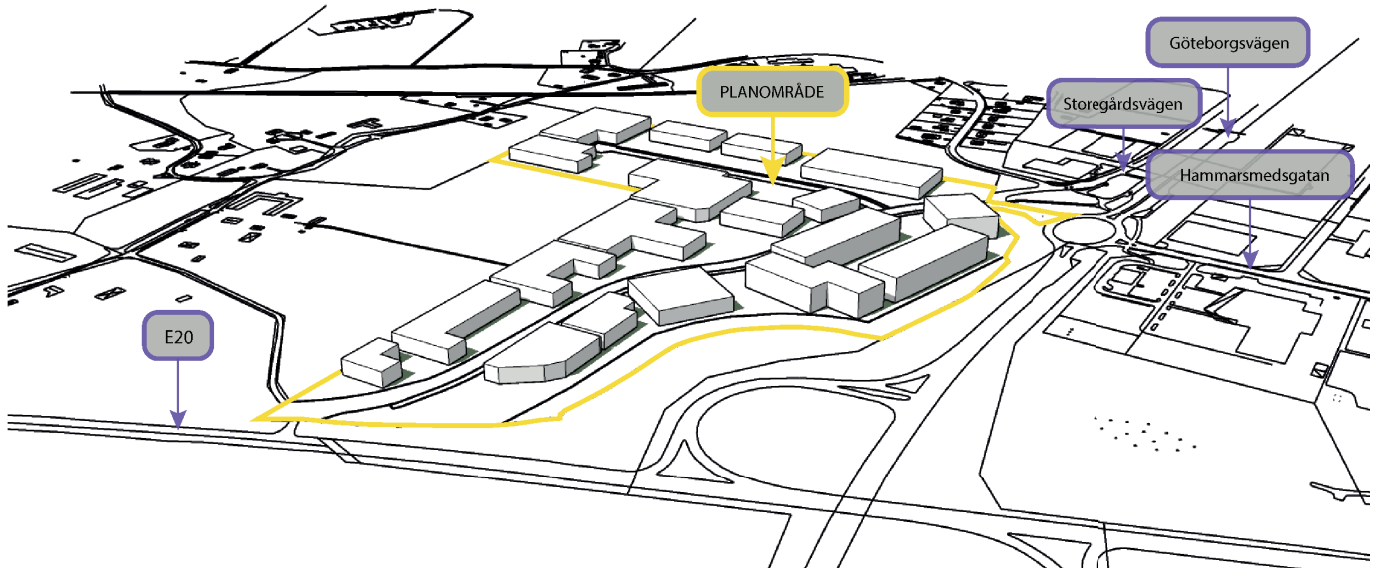 Göteborgsvägen
PLANOMRÅDE
Storegårdsvägen
Hammarsmedsgatan
E20